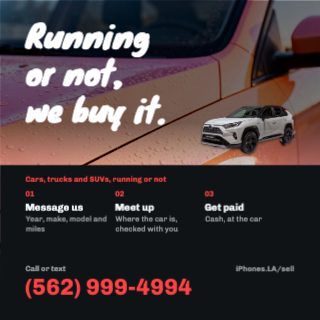 Running
or not,
we buy it.
Cars, trucks and SUVs, running or not
01
Message us
Year, make, model and
miles
02
Meet up
Where the car is,
checked with you
03
Get paid
Cash, at the car
Call or text
(562) 999-4994
iPhones.LA/sell